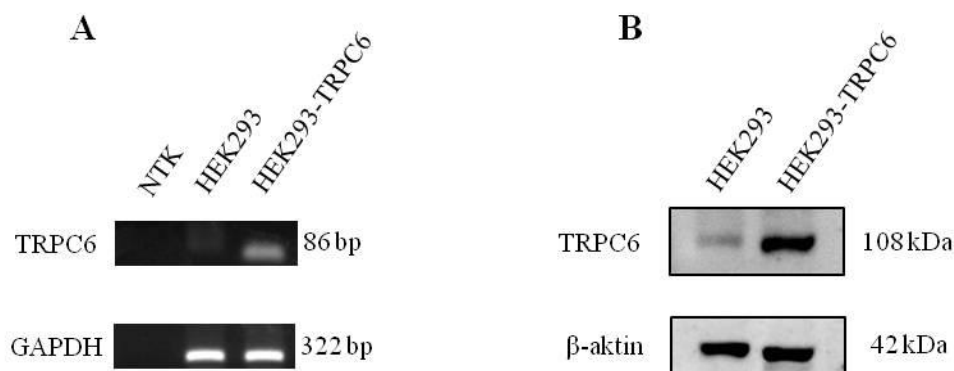 A
NTK
HEK293
HEK293-TRPC6
TRPC6
86 bp
GAPDH
322 bp
B
HEK293
HEK293-TRPC6
TRPC6
108 kDa
β-aktin
42 kDa